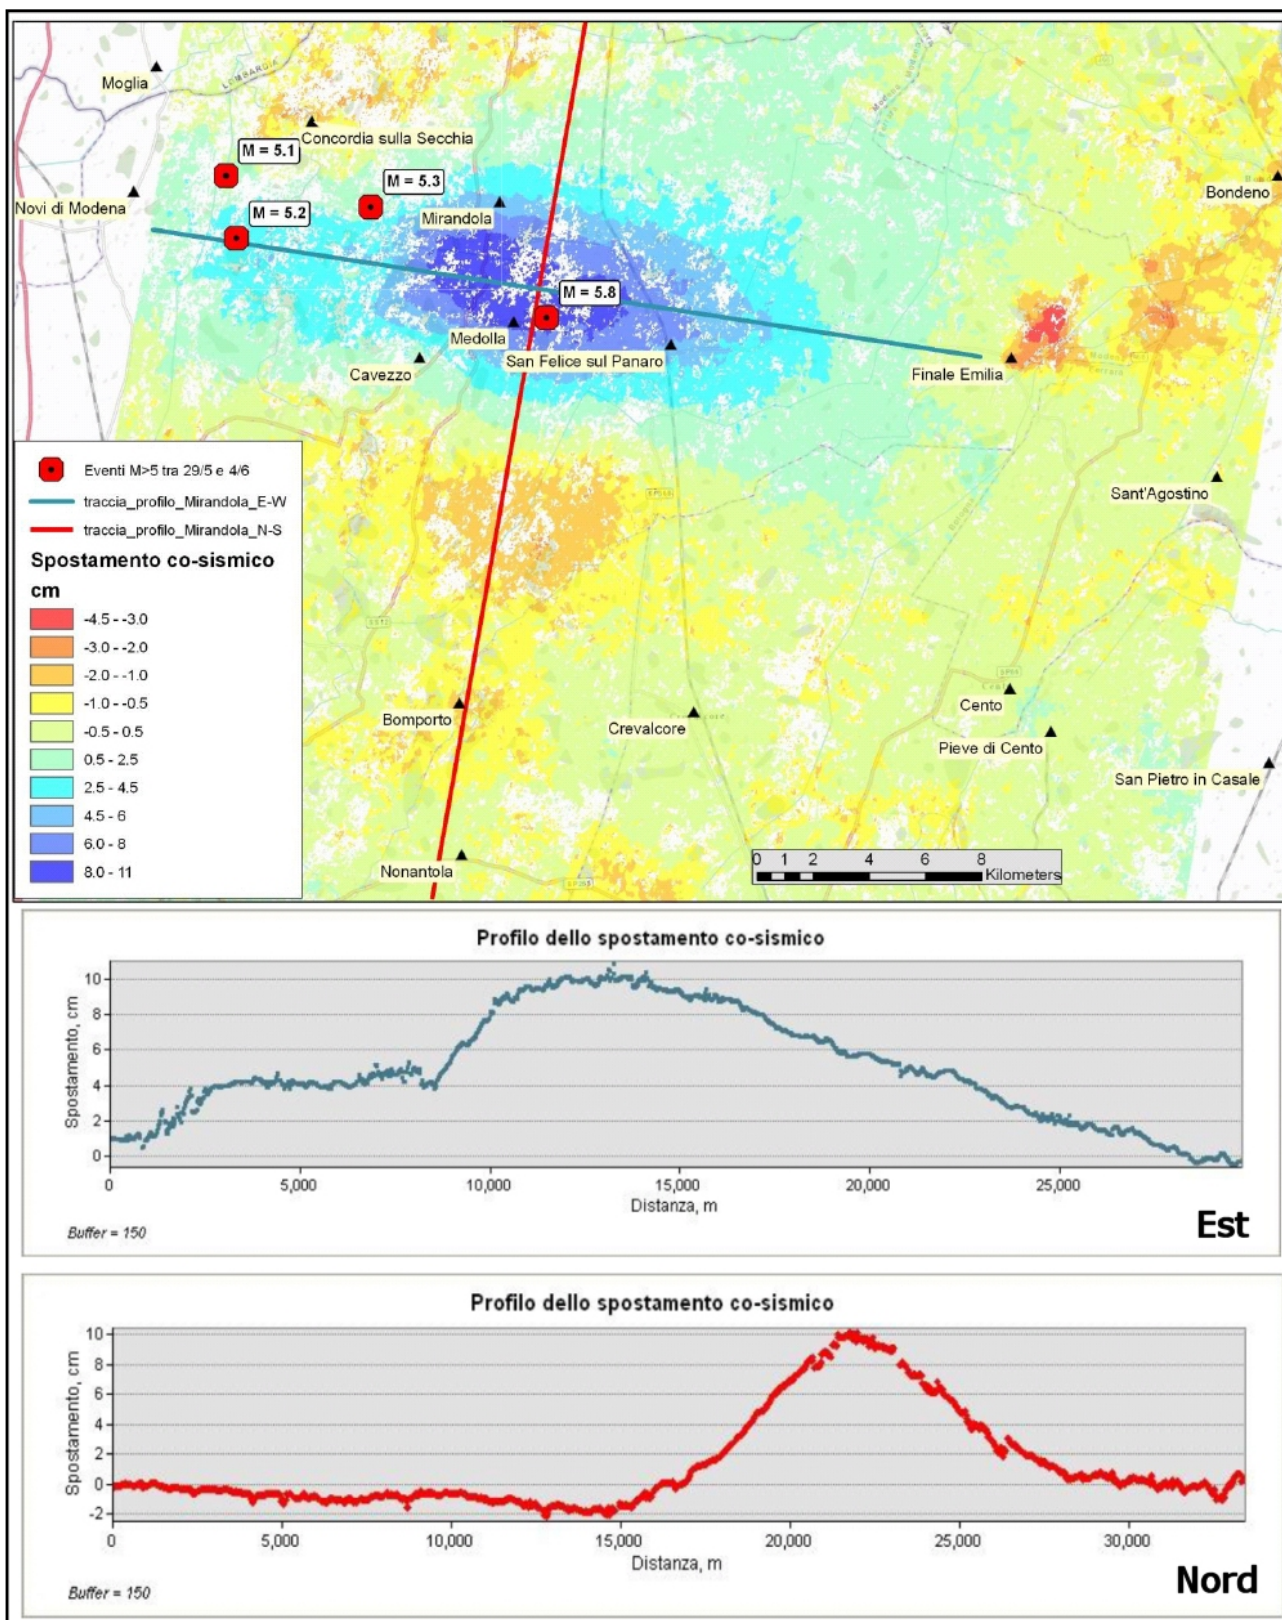 Moglia
LOMBARDIA
Concordia sulla Secchia
M = 5.1
M = 5.3
Bondeno
Novi di Modena
M = 5.2
Mirandola
M = 5.8
Medolla
San Felice sul Panaro
Cavezzo
Finale Emilia
Sant'Agostino
Eventi M>5 tra 29/5 e 4/6
traccia_profilo_Mirandola_E-W
traccia_profilo_Mirandola_N-S
Spostamento co-sismico
cm
-4.5 - -3.0
-3.0 - -2.0
-2.0 - -1.0
-1.0 - -0.5
-0.5 - 0.5
0.5 - 2.5
2.5 - 4.5
4.5 - 6
6.0 - 8
8.0 - 11
Bomporto
Crevalcore
Cento
Pieve di Cento
San Pietro in Casale
Nonantola
0 1 2 4 6 8
Kilometers
Profilo dello spostamento co-sismico
Spostamento, cm
10
8
6
4
2
0
0 5,000 10,000 15,000 20,000 25,000
Distanza, m
Buffer = 150
Est
Profilo dello spostamento co-sismico
Spostamento, cm
10
8
6
4
2
0
-2
0 5,000 10,000 15,000 20,000 25,000 30,000
Distanza, m
Buffer = 150
Nord